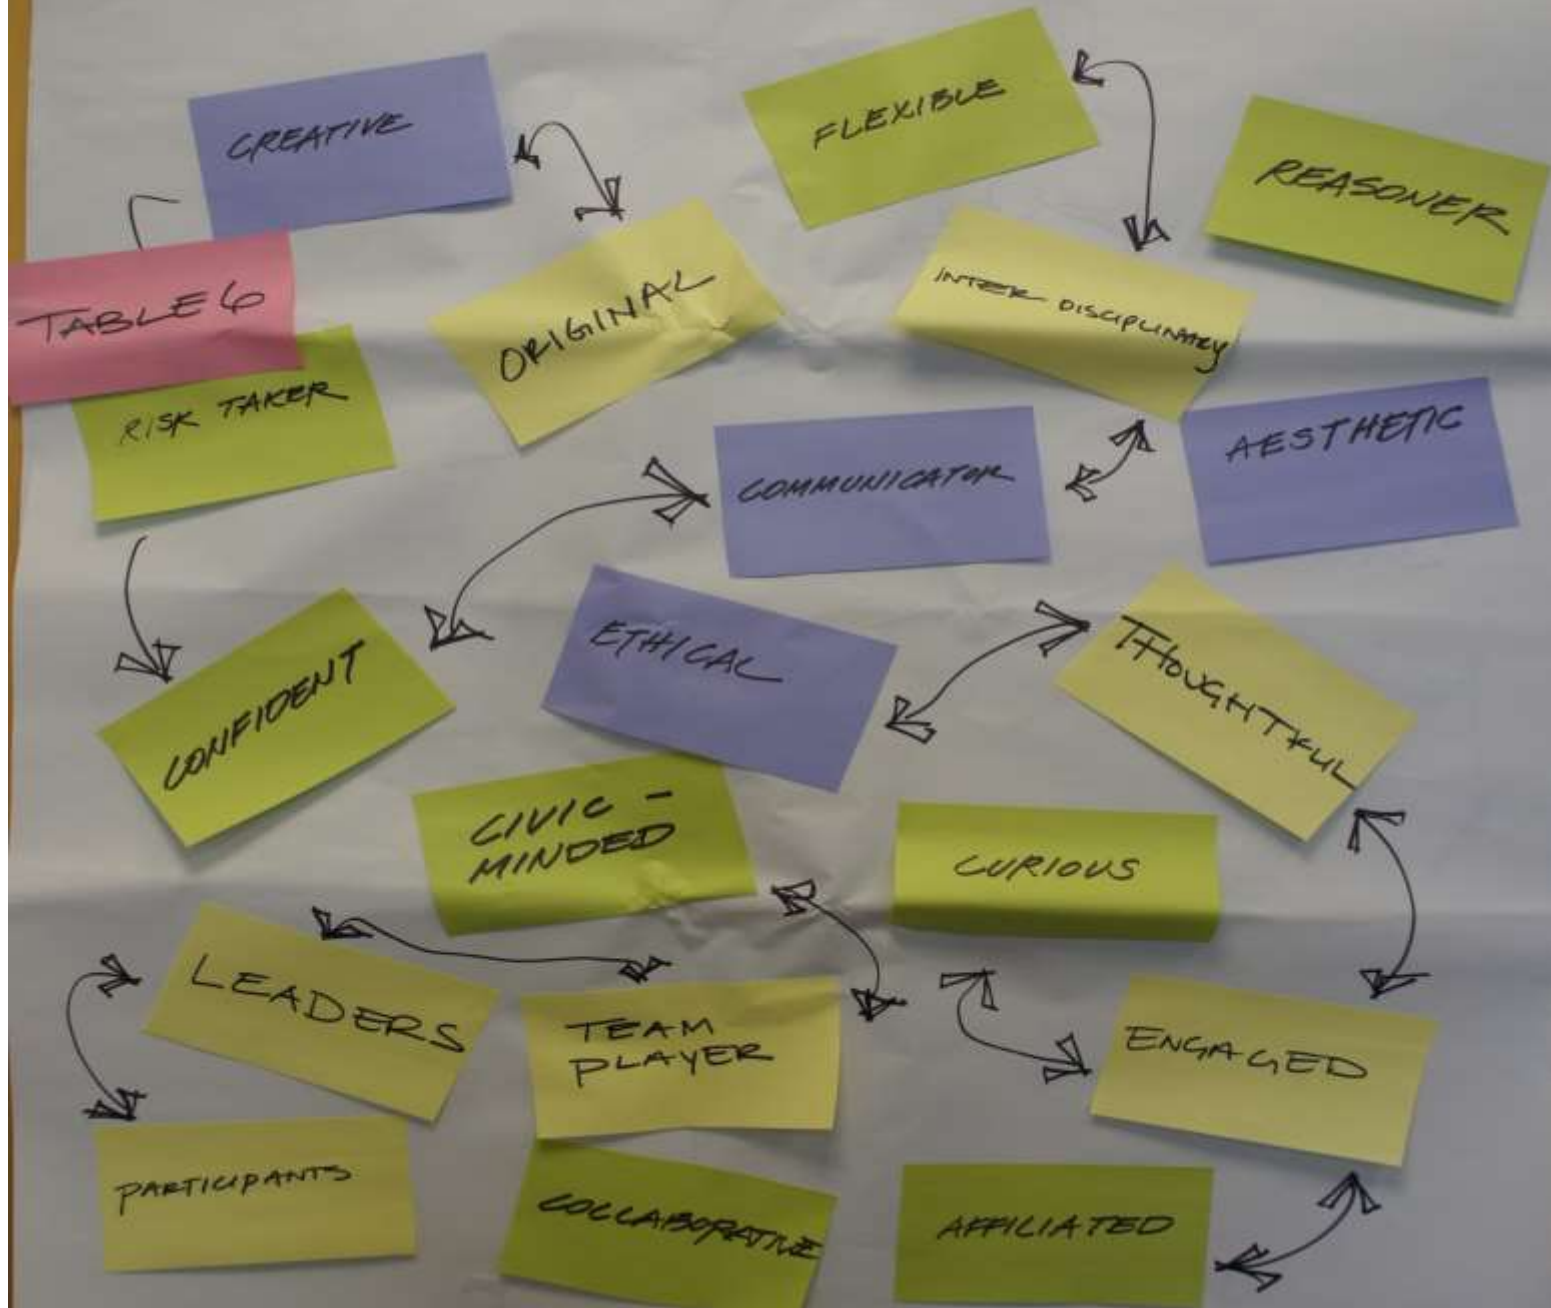 CREATIVE
FLEXIBLE
REASONER
TABLE 6
ORIGINAL
INTER DISCIPLINARY
RISK TAKER
COMMUNICATOR
AESTHETIC
CONFIDENT
ETHICAL
THOUGHTFUL
CIVIC -
MINDED
CURIOUS
LEADERS
TEAM
PLAYER
ENGAGED
PARTICIPANTS
COLLABORATIVE
AFFILIATED